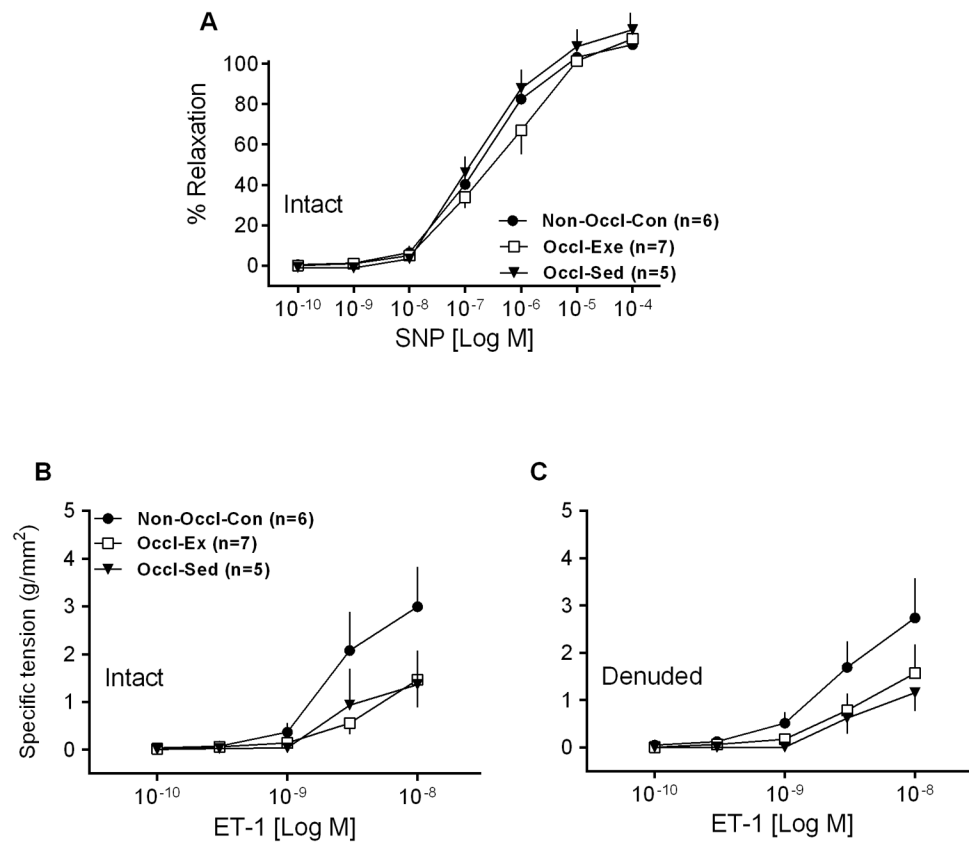 A
% Relaxation
100
80
60
40
20
0
Intact
Non-Occl-Con (n=6)
Occl-Exe (n=7)
Occl-Sed (n=5)
10⁻¹⁰ 10⁻⁹ 10⁻⁸ 10⁻⁷ 10⁻⁶ 10⁻⁵ 10⁻⁴
SNP [Log M]
B
Specific tension (g/mm²)
5
4
3
2
1
0
Non-Occl-Con (n=6)
Occl-Ex (n=7)
Occl-Sed (n=5)
Intact
10⁻¹⁰ 10⁻⁹ 10⁻⁸
ET-1 [Log M]
C
5
4
3
2
1
0
Denuded
10⁻¹⁰ 10⁻⁹ 10⁻⁸
ET-1 [Log M]